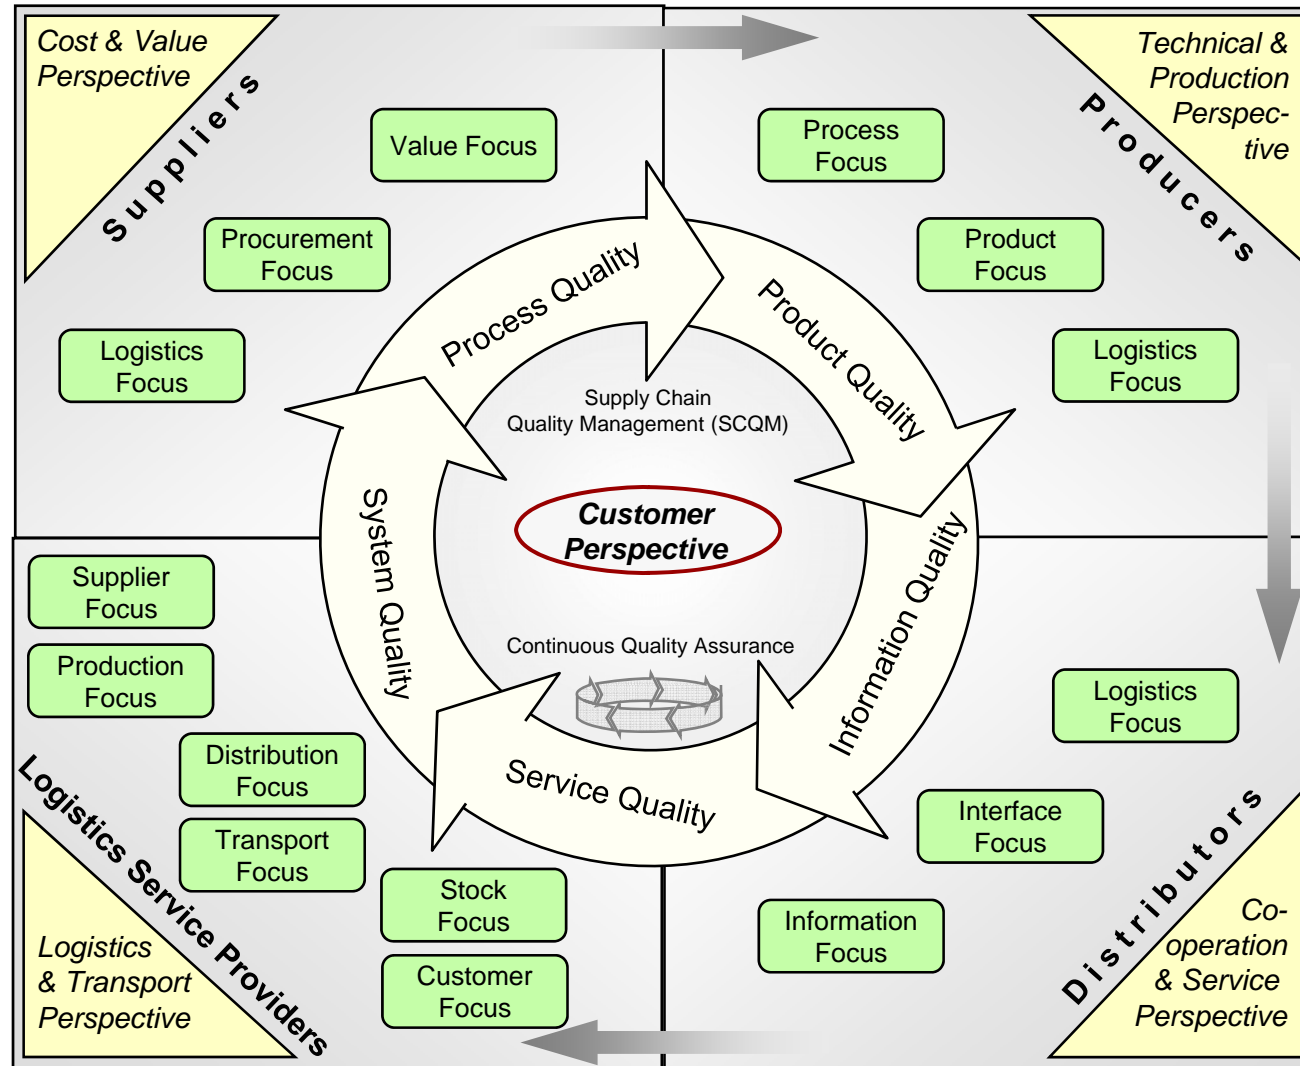 Cost & Value
Perspective
Suppliers
Value Focus
Procurement
Focus
Logistics
Focus
Technical &
Production
Perspec-
tive
Producers
Process
Focus
Product
Focus
Logistics
Focus
Process Quality
Product Quality
Information Quality
Service Quality
System Quality
Supply Chain
Quality Management (SCQM)
Customer
Perspective
Continuous Quality Assurance
Supplier
Focus
Production
Focus
Distribution
Focus
Transport
Focus
Stock
Focus
Customer
Focus
Logistics Service Providers
Logistics
& Transport
Perspective
Logistics
Focus
Interface
Focus
Information
Focus
Distributors
Co-
operation
& Service
Perspective